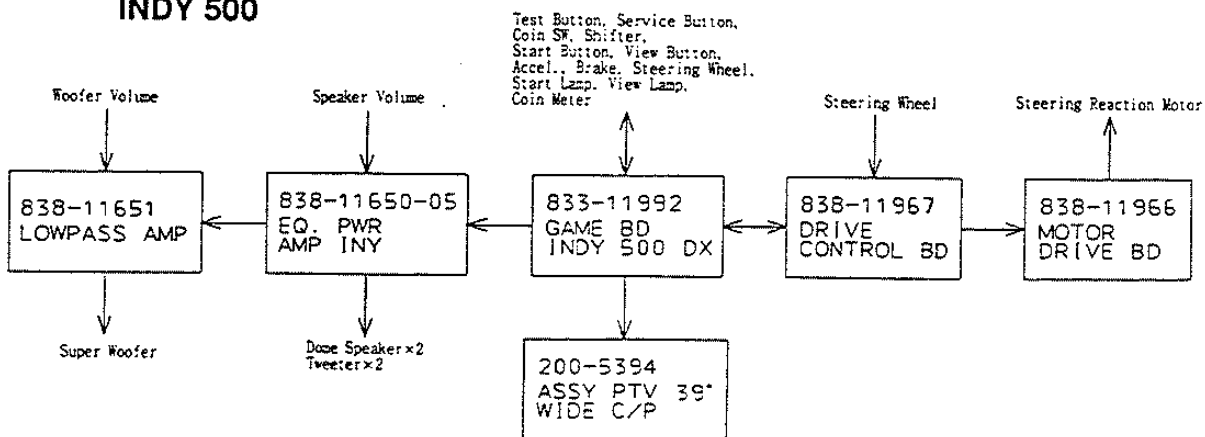 INDY 500
Test Button, Service Button,
Coin SW, Shifter,
Start Button, View Button,
Accel., Brake, Steering Wheel,
Start Lamp. View Lamp,
Coin Meter
Woofer Volume
Speaker Volume
Steering Wheel
Steering Reaction Motor
838-11651
LOWPASS AMP
838-11650-05
EQ. PWR
AMP INY
833-11992
GAME BD
INDY 500 DX
838-11967
DRIVE
CONTROL BD
838-11966
MOTOR
DRIVE BD
Super Woofer
Dome Speaker×2
Tweeter×2
200-5394
ASSY PTV 39"
WIDE C/P